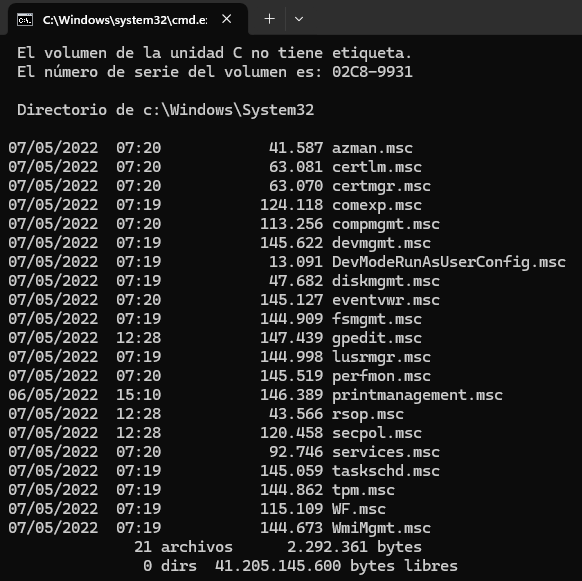 C:\Windows\system32\cmd.e
El volumen de la unidad C no tiene etiqueta.
El número de serie del volumen es: 02C8-9931
Directorio de c:\Windows\System32
07/05/2022 07:20 41.587 azman.msc
07/05/2022 07:20 63.081 certlm.msc
07/05/2022 07:20 63.070 certmgr.msc
07/05/2022 07:19 124.118 comexp.msc
07/05/2022 07:20 113.256 compmgmt.msc
07/05/2022 07:19 145.622 devmgmt.msc
07/05/2022 07:19 13.091 DevModeRunAsUserConfig.msc
07/05/2022 07:19 47.682 diskmgmt.msc
07/05/2022 07:20 145.127 eventvwr.msc
07/05/2022 07:19 144.909 fsmgmt.msc
07/05/2022 12:28 147.439 gpedit.msc
07/05/2022 07:19 144.998 lusrmgr.msc
07/05/2022 07:20 145.519 perfmon.msc
06/05/2022 15:10 146.389 printmanagement.msc
07/05/2022 12:28 43.566 rsop.msc
07/05/2022 12:28 120.458 secpol.msc
07/05/2022 07:20 92.746 services.msc
07/05/2022 07:19 145.059 taskschd.msc
07/05/2022 07:19 144.862 tpm.msc
07/05/2022 07:19 115.109 WF.msc
07/05/2022 07:19 144.673 WmiMgmt.msc
21 archivos 2.292.361 bytes
0 dirs 41.205.145.600 bytes libres